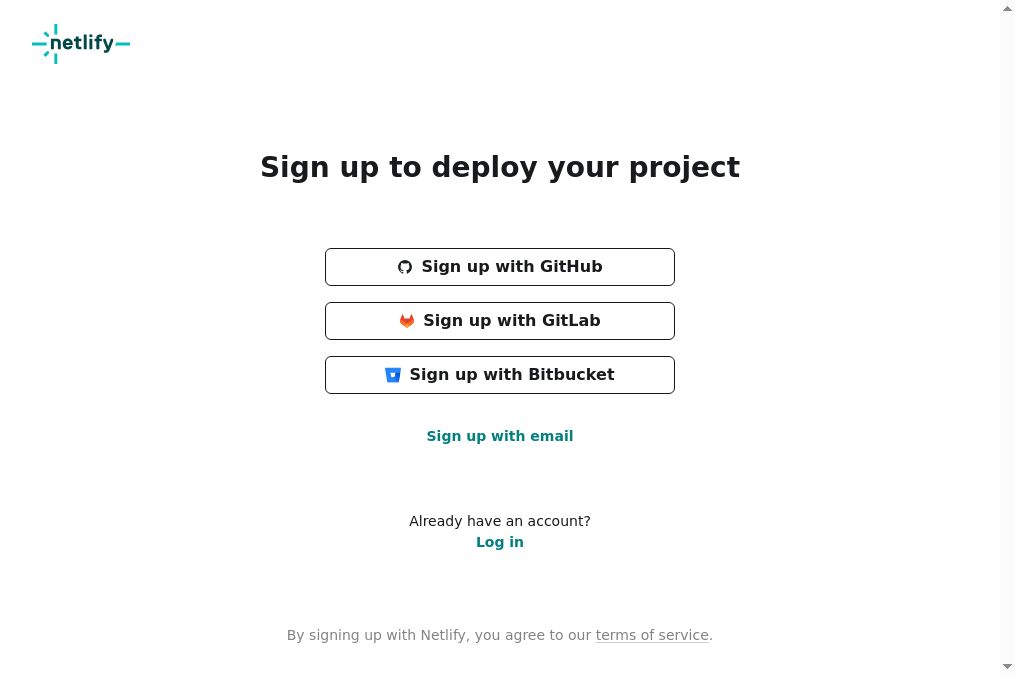 netlify
Sign up to deploy your project
Sign up with GitHub
Sign up with GitLab
Sign up with Bitbucket
Sign up with email
Already have an account?
Log in
By signing up with Netlify, you agree to our terms of service.